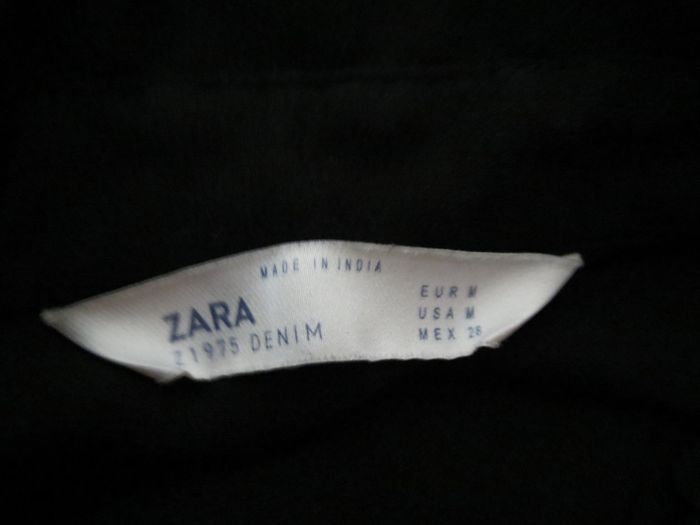 MADE IN INDIA
ZARA
Z1975 DENIM
EUR M
USA M
MEX 28